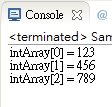 Console
@
<terminated> Sam
intArray[0] = 123
intArray[1] = 456
intArray[2] = 789